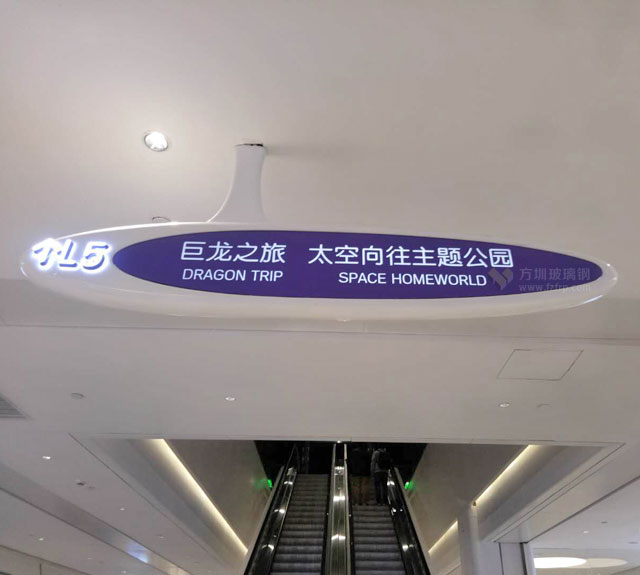 ↑L5
巨龙之旅 太空向往主题公园
DRAGON TRIP SPACE HOMEWORLD
方圳玻璃钢
www.fzfrp.com